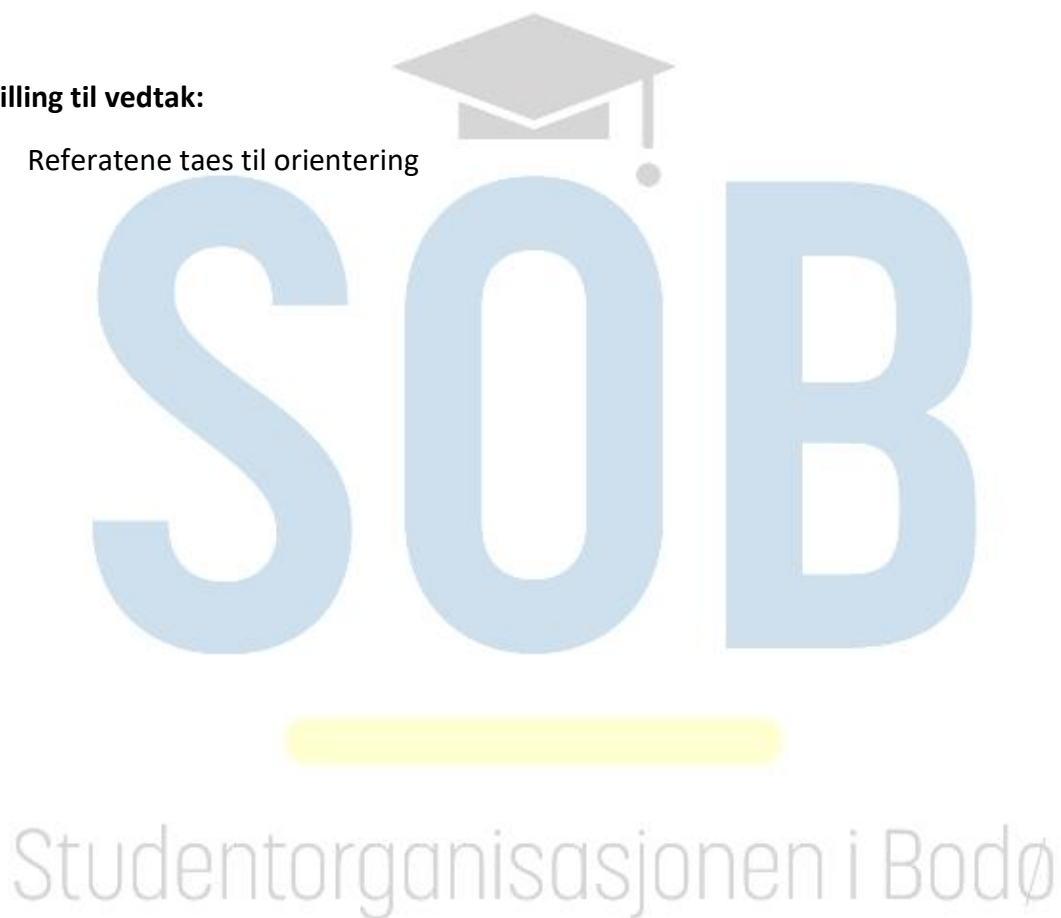 illing til vedtak:
Referatene taes til orientering
SOB
Studentorganisasjonen i Bodø